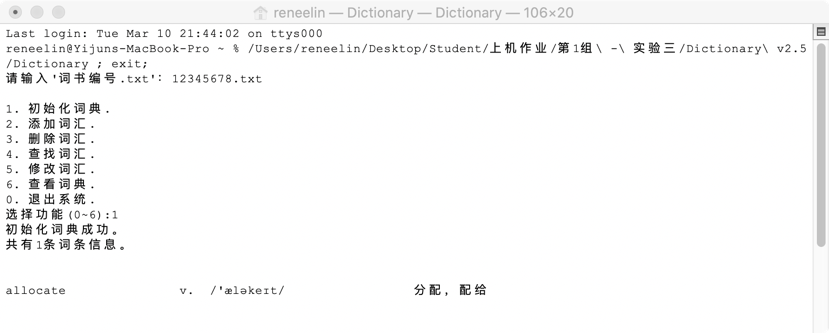 reneelin — Dictionary — Dictionary — 106×20
Last login: Tue Mar 10 21:44:02 on ttys000
reneelin@Yijuns-MacBook-Pro ~ % /Users/reneelin/Desktop/Student/上机作业/第1组\ -\ 实验三/Dictionary\ v2.5
/Dictionary ; exit;
请输入'词书编号.txt': 12345678.txt
1. 初始化词典.
2. 添加词汇.
3. 删除词汇.
4. 查找词汇.
5. 修改词汇.
6. 查看词典.
0. 退出系统.
选择功能(0~6):1
初始化词典成功。
共有1条词条信息。
allocate v. /'æləkeɪt/ 分配, 配给